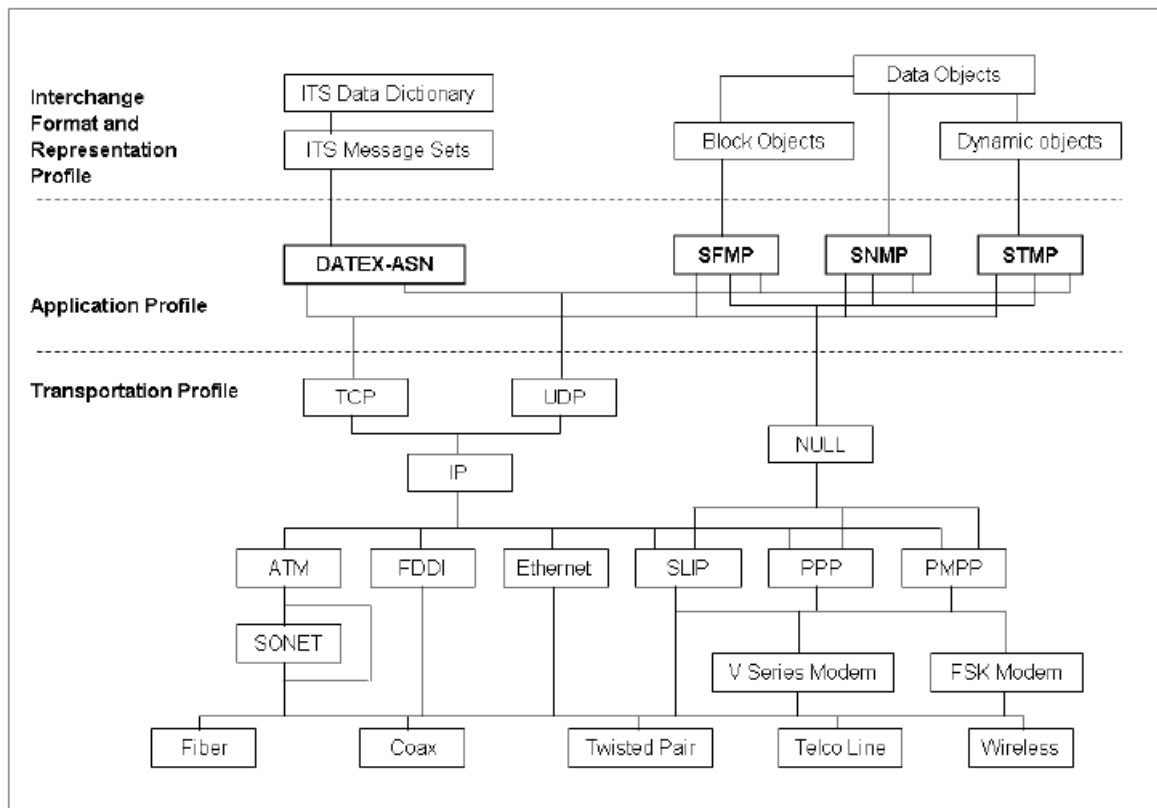 Data Objects
ITS Data Dictionary
Interchange
Format and
Representation
Profile
ITS Message Sets
Block Objects
Dynamic objects
DATEX-ASN
SFMP
SNMP
STMP
Application Profile
Transportation Profile
TCP
UDP
NULL
IP
ATM
FDDI
Ethernet
SLIP
PPP
PMPP
SONET
V Series Modem
FSK Modem
Fiber
Coax
Twisted Pair
Telco Line
Wireless